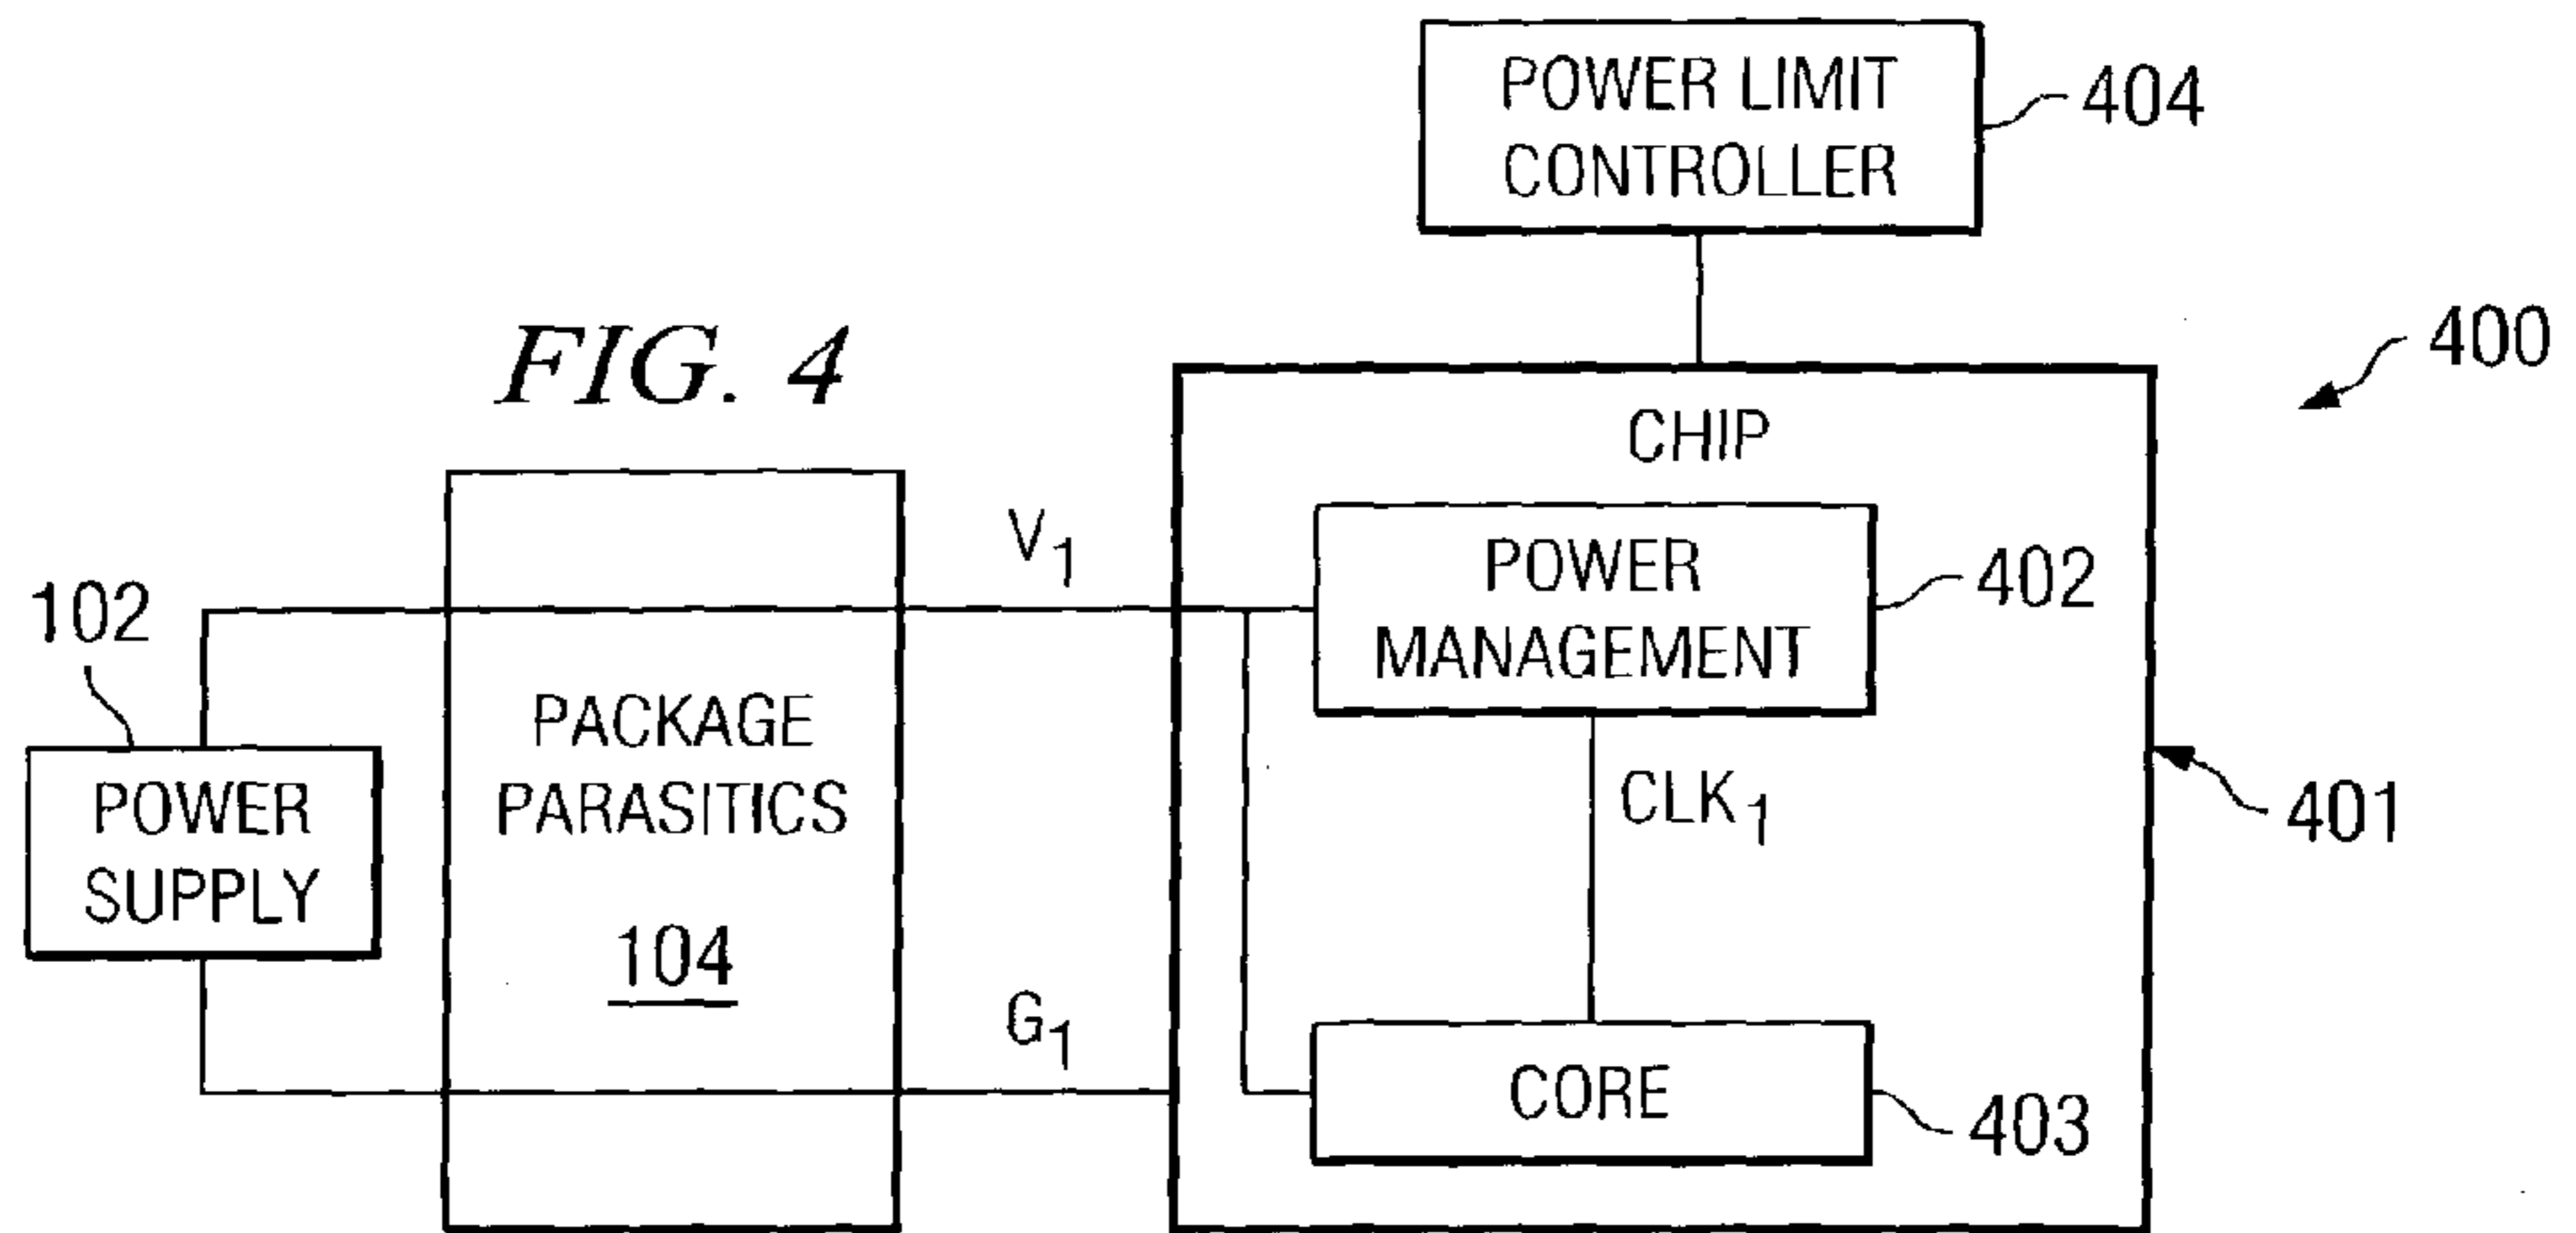 POWER LIMIT
CONTROLLER
404
400
FIG. 4
CHIP
V1
POWER
MANAGEMENT
402
102
PACKAGE
PARASITICS
104
POWER
SUPPLY
CLK1
401
G1
CORE
403